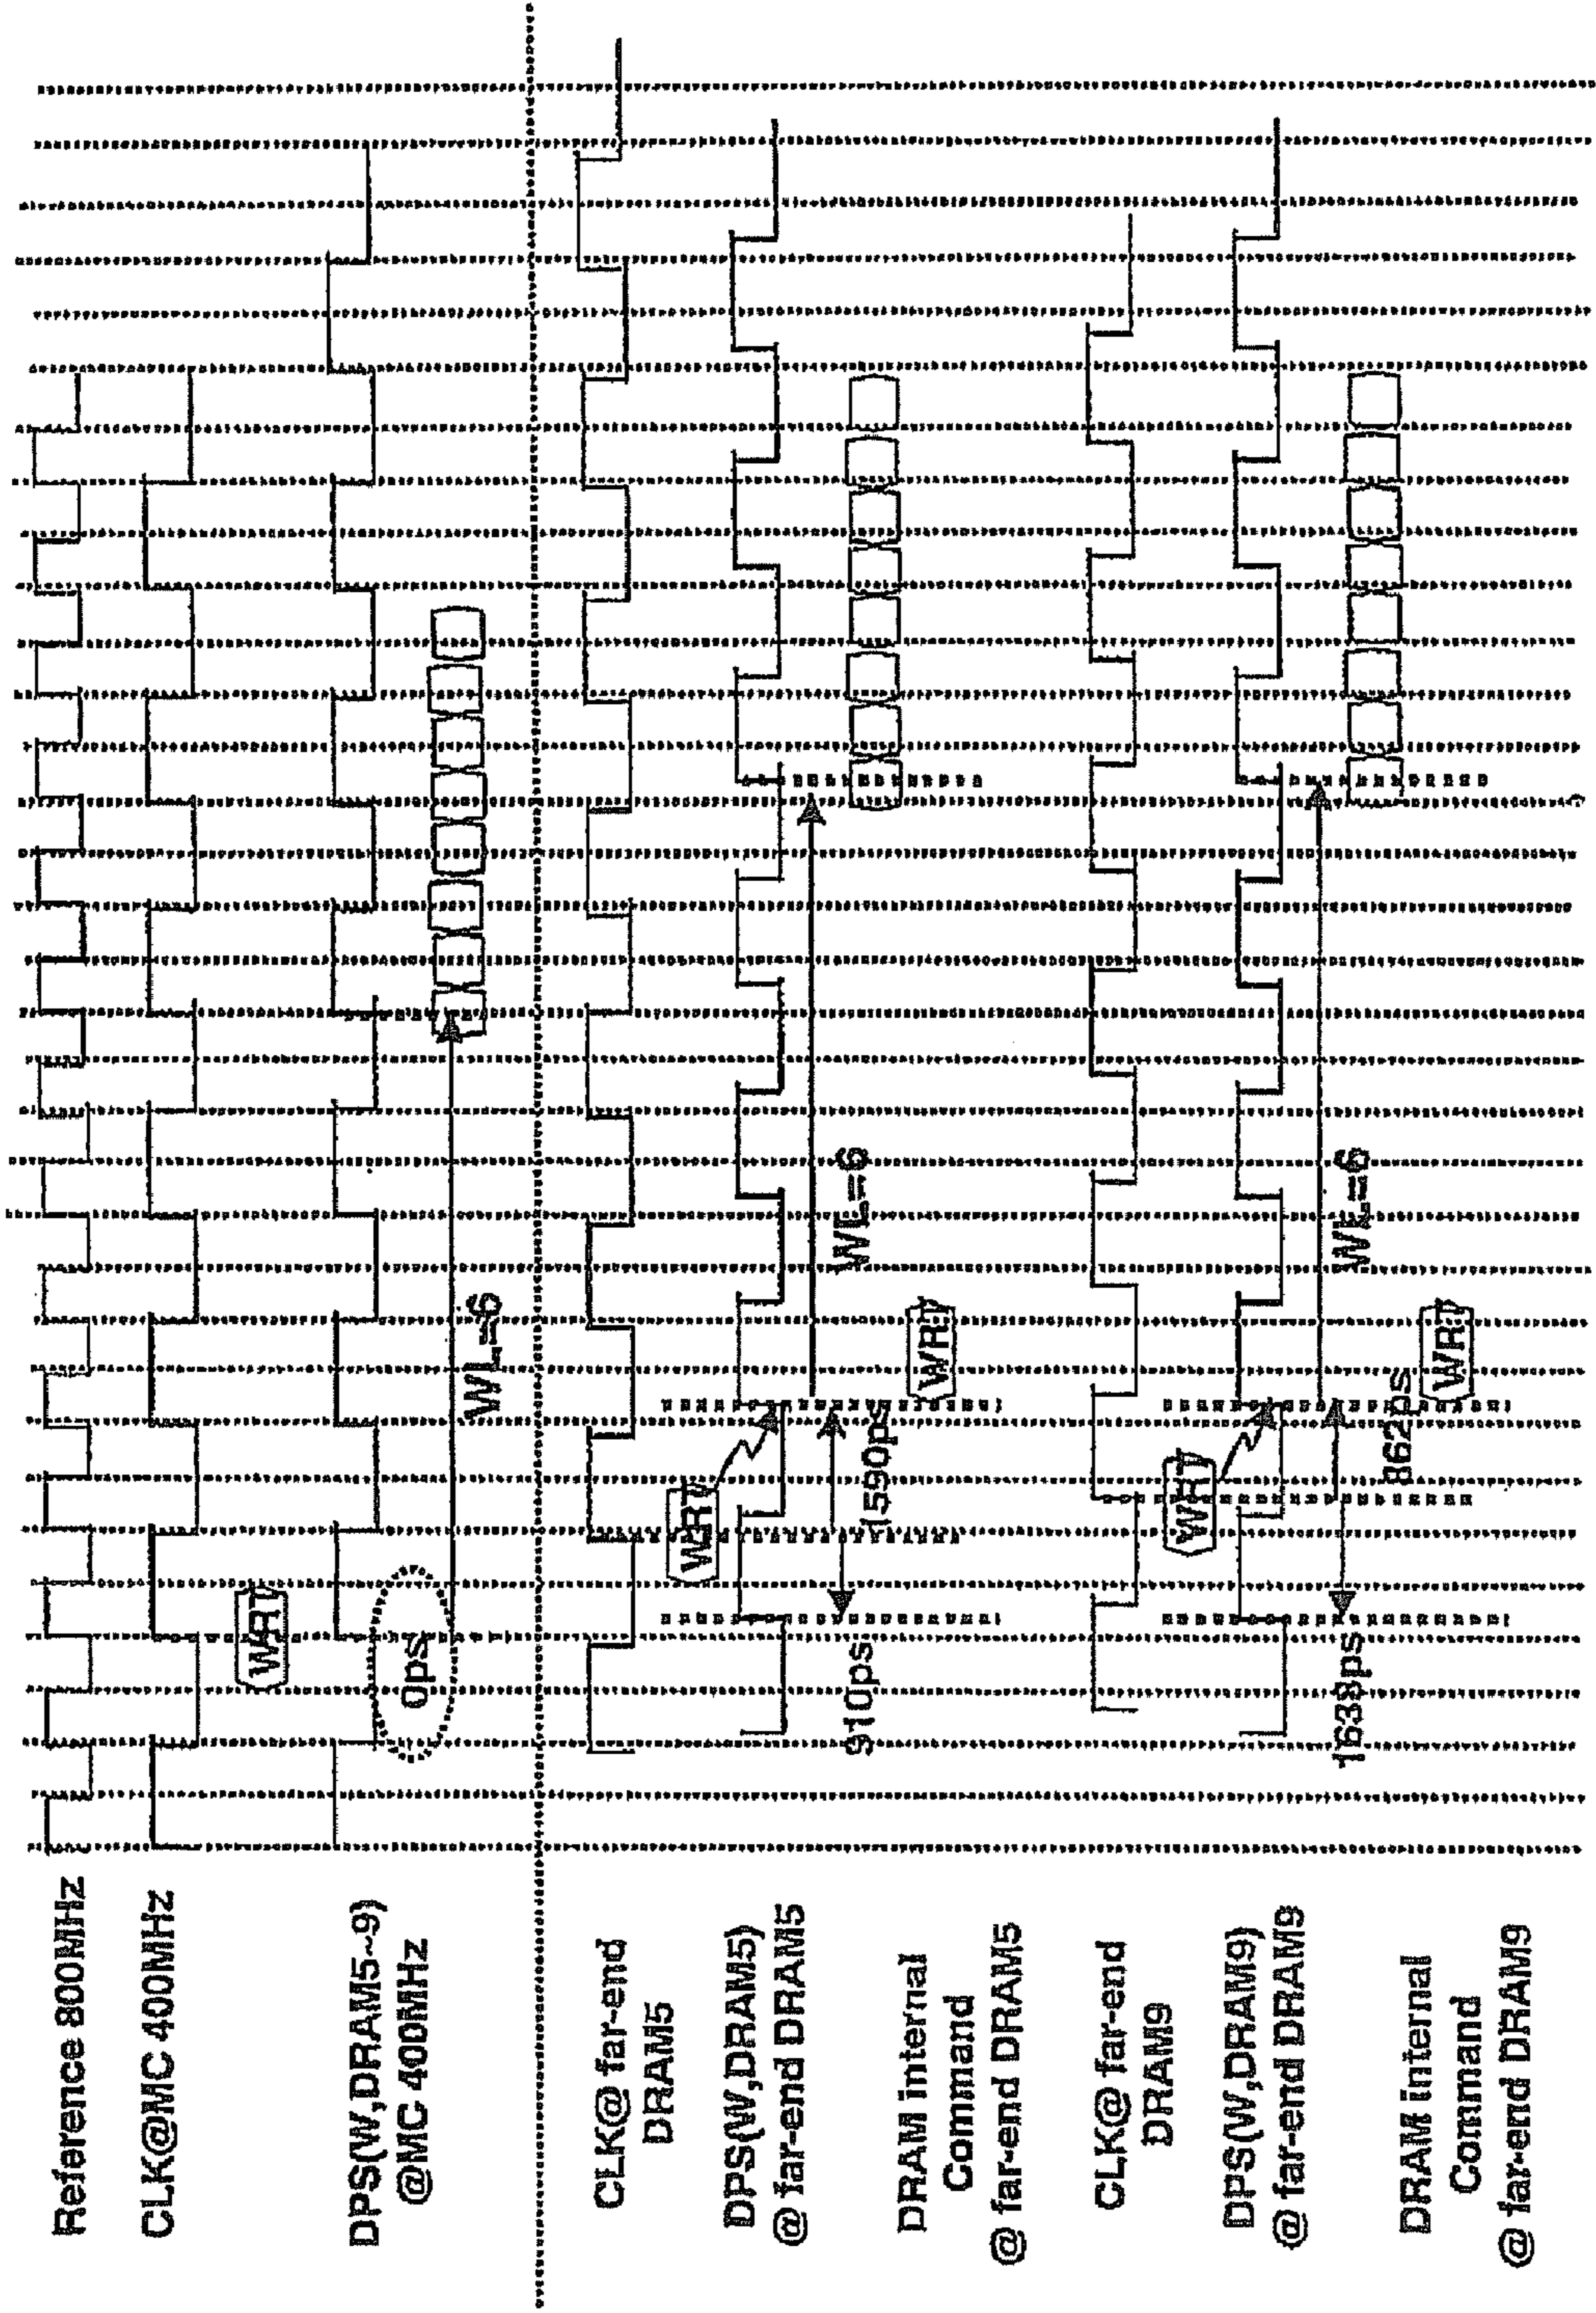 Reference 800MHz
CLK@MC 400MHz
WRT
DPS(W,DRAM5~9)
@MC 400MHz
0ps
WL=6
CLK@ far-end
DRAM5
WRT
DPS(W,DRAM5)
@ far-end DRAM5
910ps
1590ps
WL=6
DRAM internal
Command
@ far-end DRAM5
WRT
CLK@ far-end
DRAM9
WRT
DPS(W,DRAM9)
@ far-end DRAM9
1638ps
862ps
WL=6
DRAM internal
Command
@ far-end DRAM9
WRT